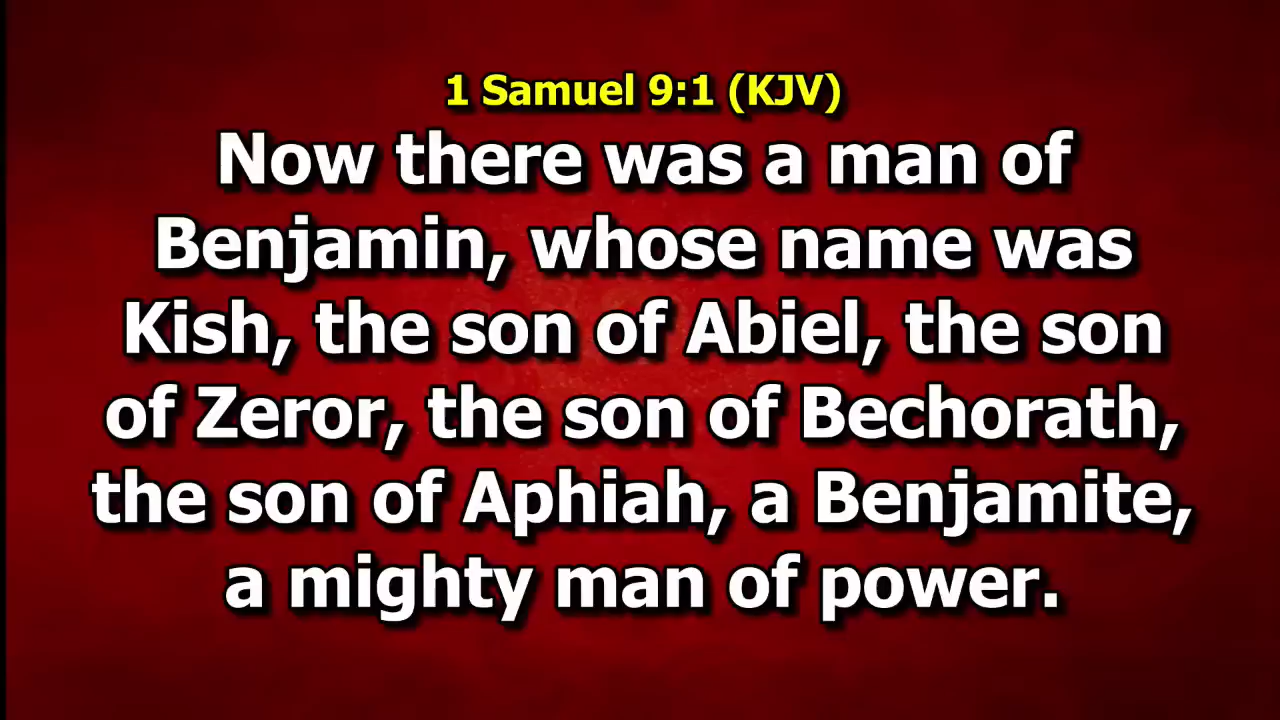 1 Samuel 9:1 (KJV)
Now there was a man of
Benjamin, whose name was
Kish, the son of Abiel, the son
of Zeror, the son of Bechorath,
the son of Aphiah, a Benjamite,
a mighty man of power.